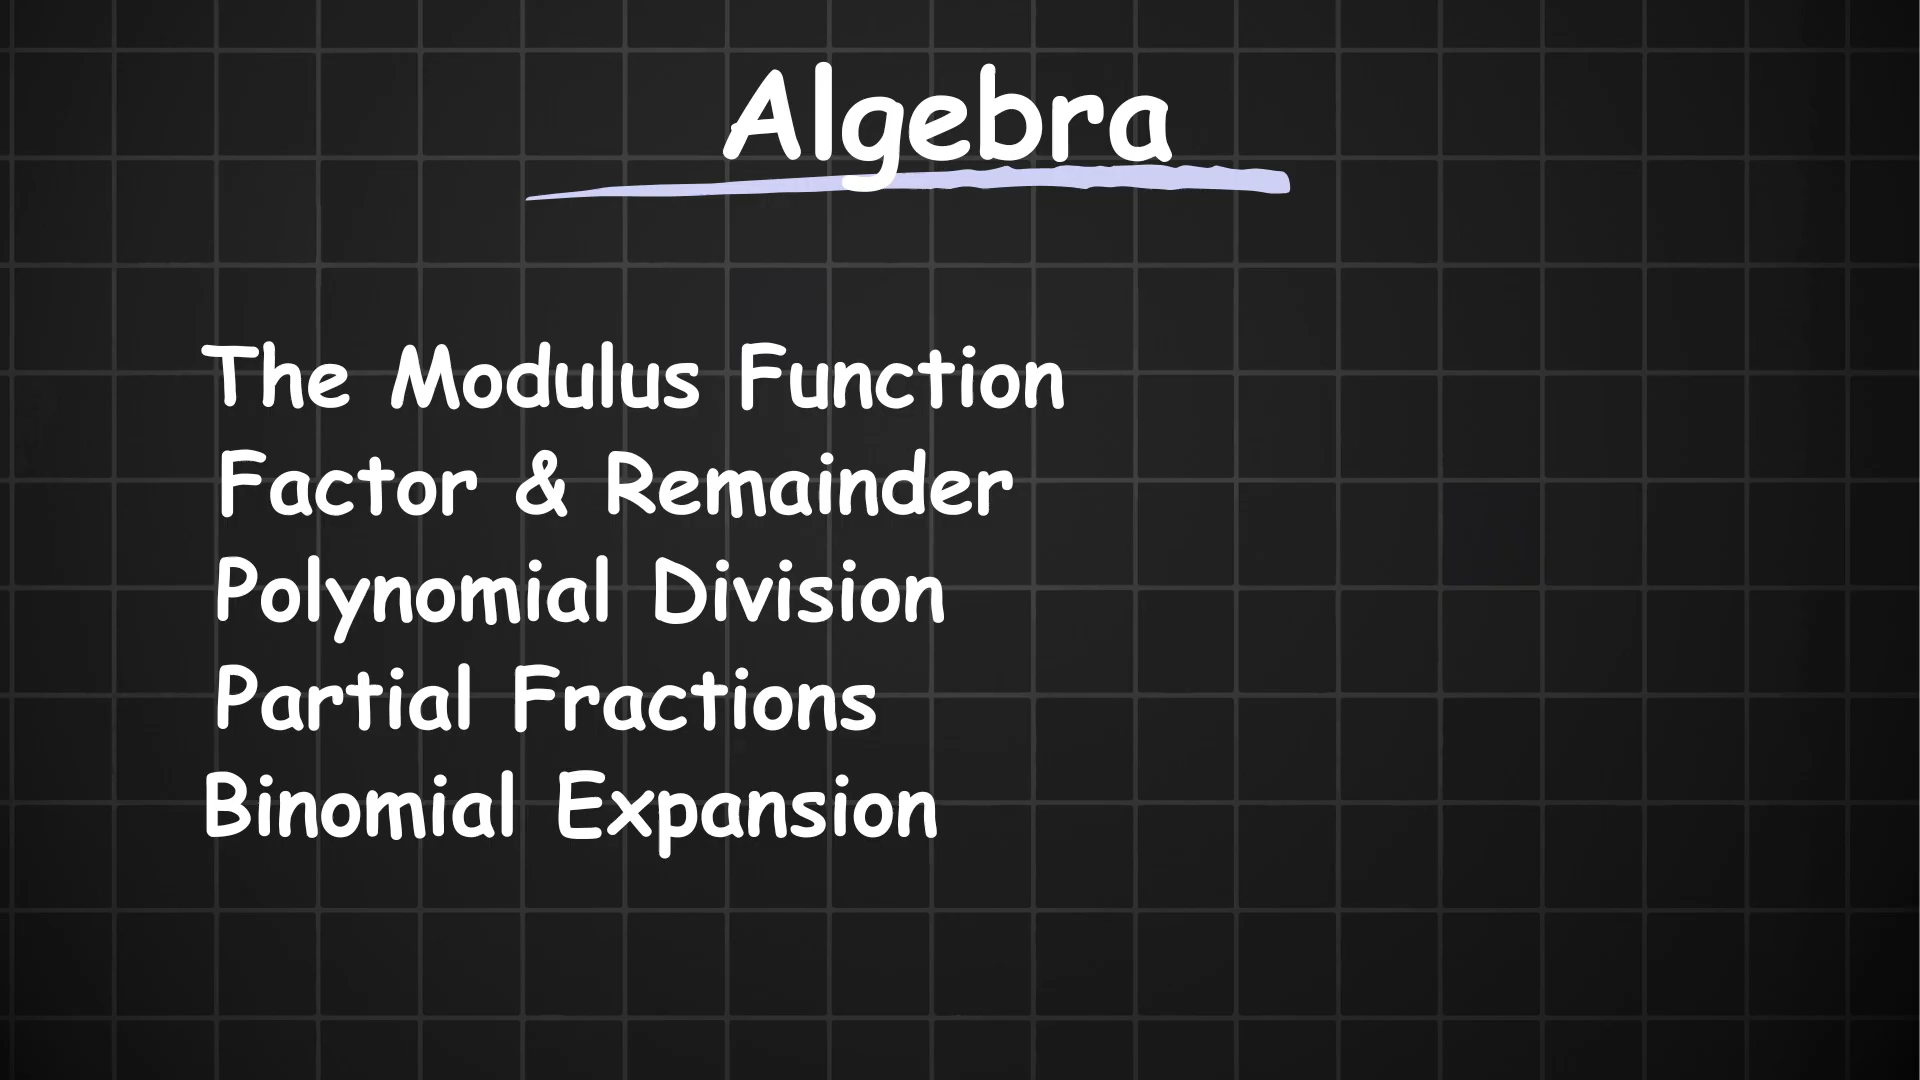 Algebra
The Modulus Function
Factor & Remainder
Polynomial Division
Partial Fractions
Binomial Expansion